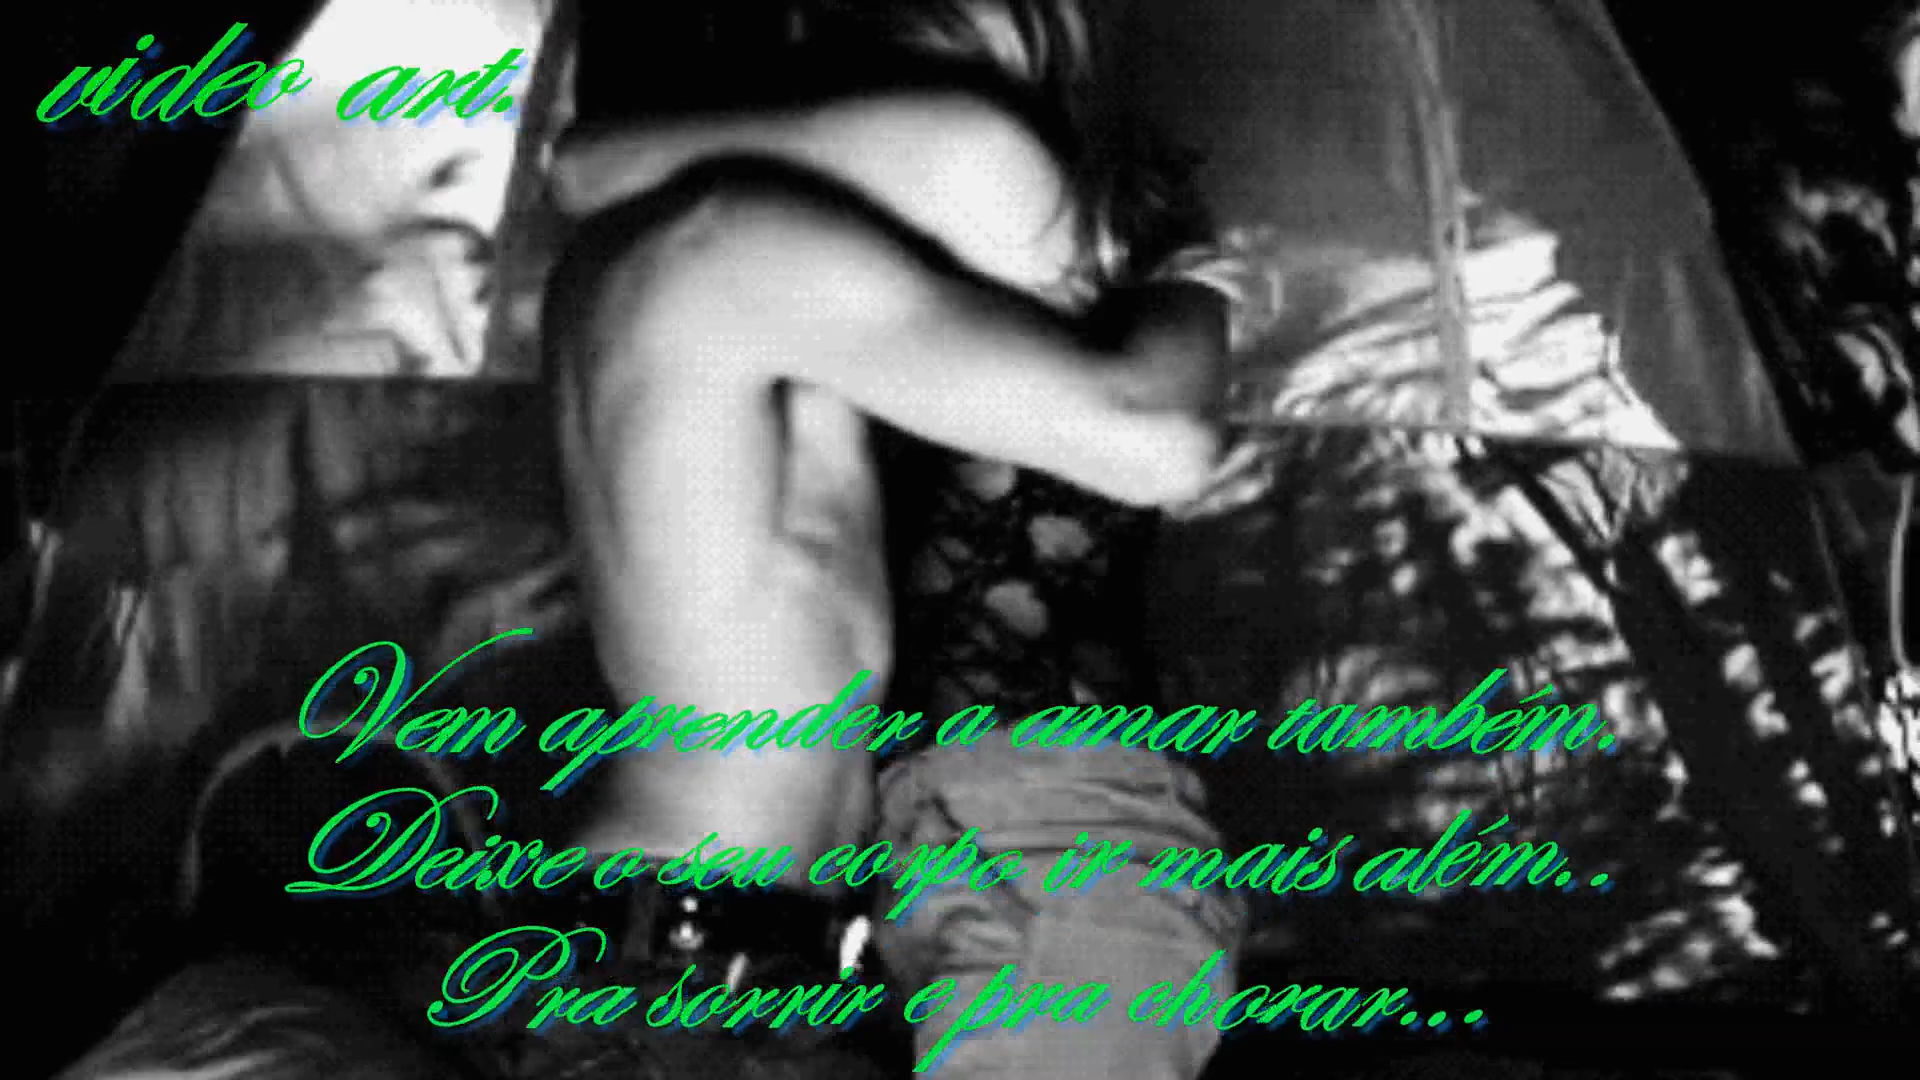 video art.
Vem aprender a amar também.
Deixe o seu corpo ir mais além..
Pra sorrir e pra chorar...